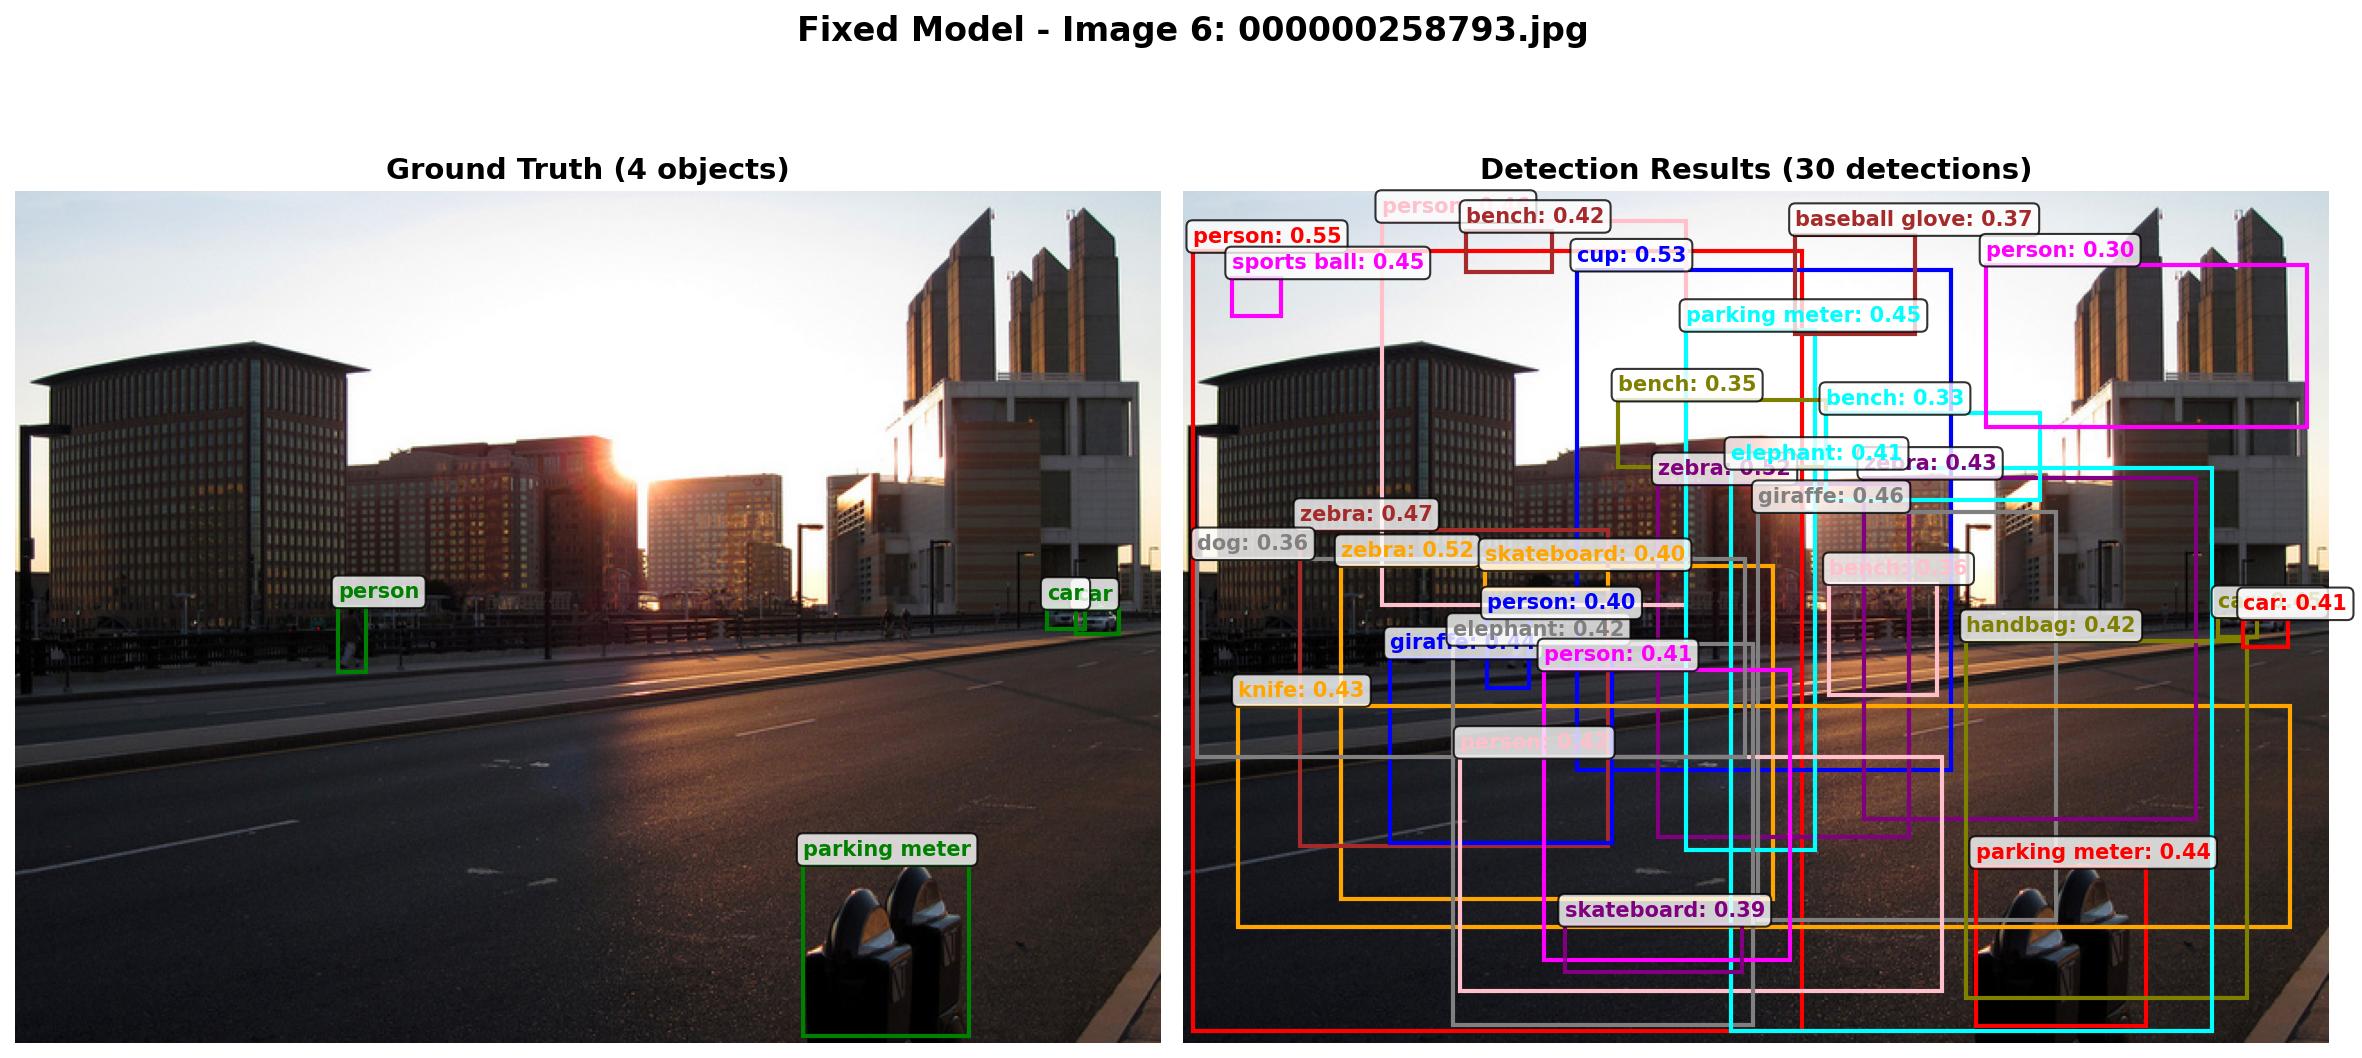 Fixed Model - Image 6: 000000258793.jpg
Ground Truth (4 objects)
person
car
ar
parking meter
Detection Results (30 detections)
person
bench: 0.42
baseball glove: 0.37
person: 0.55
person: 0.30
sports ball: 0.45
cup: 0.53
parking meter: 0.45
bench: 0.35
bench: 0.33
elephant: 0.41
zebra: 0.52
zebra: 0.43
giraffe: 0.46
zebra: 0.47
dog: 0.36
zebra: 0.52
skateboard: 0.40
bench: 0.36
person: 0.40
car: 0.41
elephant: 0.42
handbag: 0.42
giraffe: 0.44
person: 0.41
knife: 0.43
person:
parking meter: 0.44
skateboard: 0.39